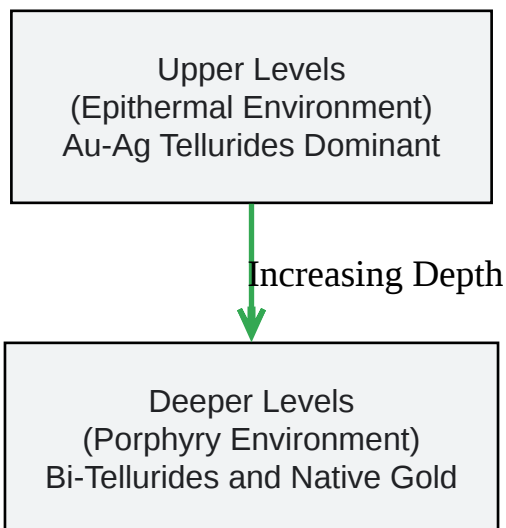 Upper Levels
(Epithermal Environment)
Au-Ag Tellurides Dominant
Increasing Depth
Deeper Levels
(Porphyry Environment)
Bi-Tellurides and Native Gold